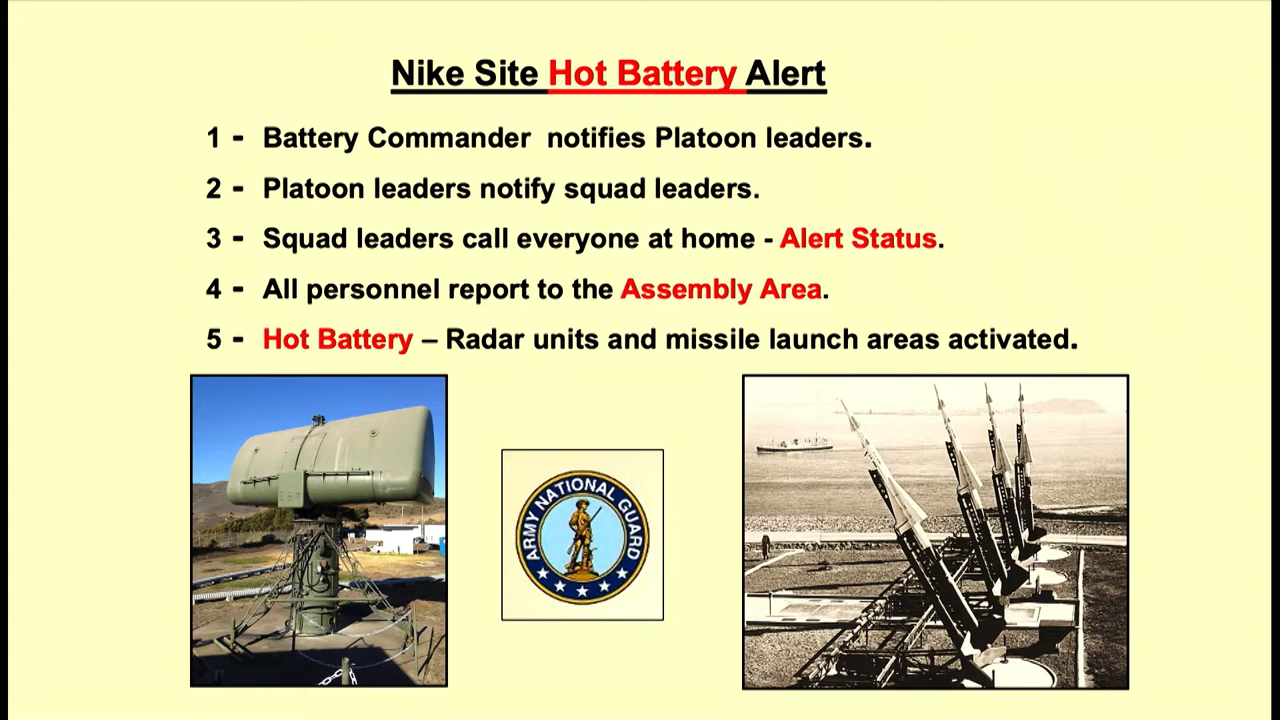 Nike Site Hot Battery Alert
1 - Battery Commander notifies Platoon leaders.
2 - Platoon leaders notify squad leaders.
3 - Squad leaders call everyone at home - Alert Status.
4 - All personnel report to the Assembly Area.
5 - Hot Battery – Radar units and missile launch areas activated.
ARMY NATIONAL GUARD